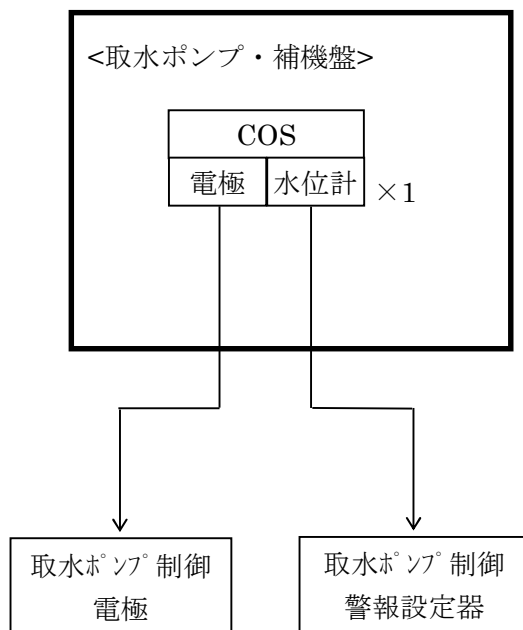 <取水ポンプ・補機盤>
COS
電極 水位計 ×1
取水ﾎﾟﾝﾌﾟ制御
電極
取水ﾎﾟﾝﾌﾟ制御
警報設定器